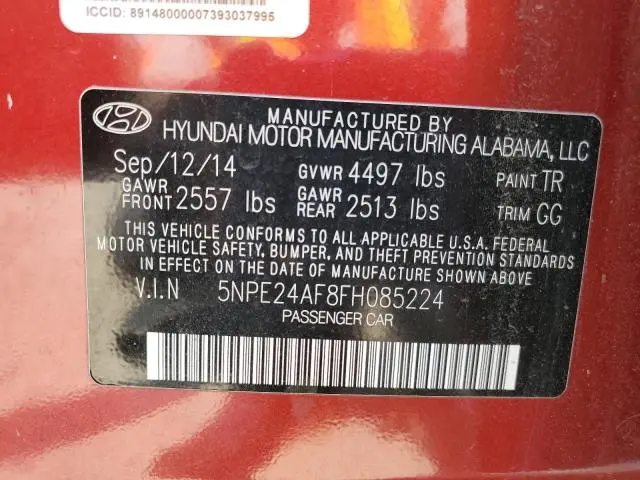 ICCID: 89148000007393037995
MANUFACTURED BY
HYUNDAI MOTOR MANUFACTURING ALABAMA, LLC
Sep/12/14 GVWR 4497 lbs PAINT TR
GAWR FRONT 2557 lbs GAWR REAR 2513 lbs TRIM GG
THIS VEHICLE CONFORMS TO ALL APPLICABLE U.S.A. FEDERAL
MOTOR VEHICLE SAFETY, BUMPER, AND THEFT PREVENTION STANDARDS
IN EFFECT ON THE DATE OF MANUFACTURE SHOWN ABOVE.
V.I.N 5NPE24AF8FH085224
PASSENGER CAR